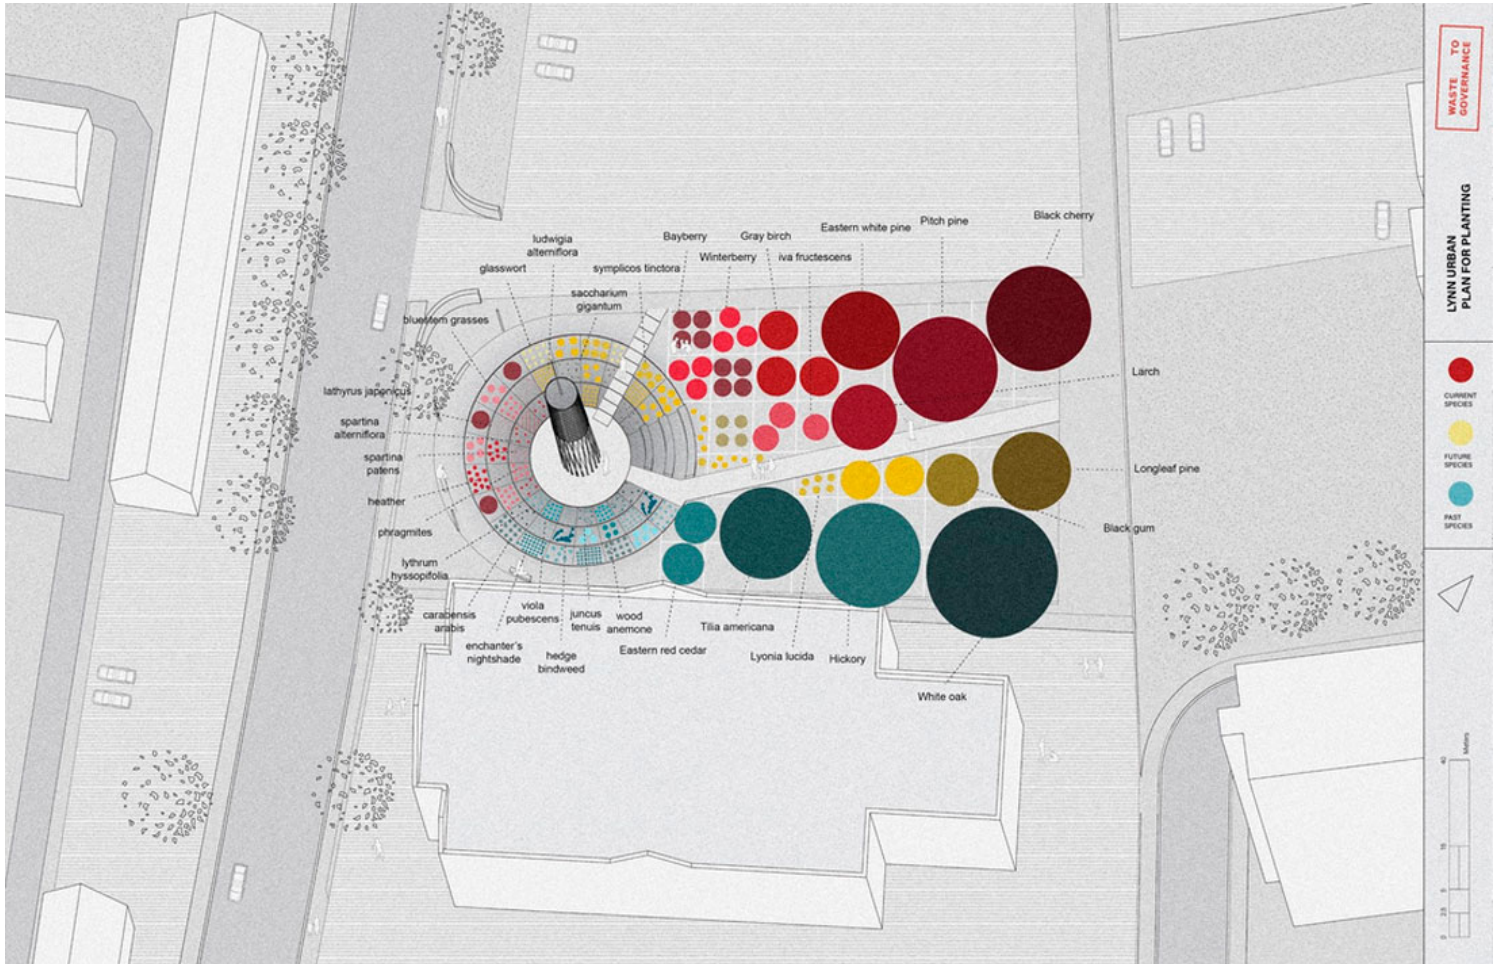 Black cherry
Pitch pine
Eastern white pine
Bayberry
Gray birch
ludwigia
alterniflora
Winterberry
iva fructescens
glasswort
symplicos tinctora
saccharium
gigantum
bluestem grasses
Larch
lathyrus japenicus
spartina
alterniflora
spartina
patens
Longleaf pine
heather
phragmites
Black gum
lythrum
hyssopifolia
carabensis
arabis
viola
pubescens
juncus
tenuis
wood
anemone
Tilia americana
enchanter's
nightshade
hedge
bindweed
Eastern red cedar
Lyonia lucida
Hickory
White oak
WASTE TO
GOVERNANCE
LYNN URBAN
PLAN FOR PLANTING
CURRENT
SPECIES
FUTURE
SPECIES
PAST
SPECIES
Meters
40
0